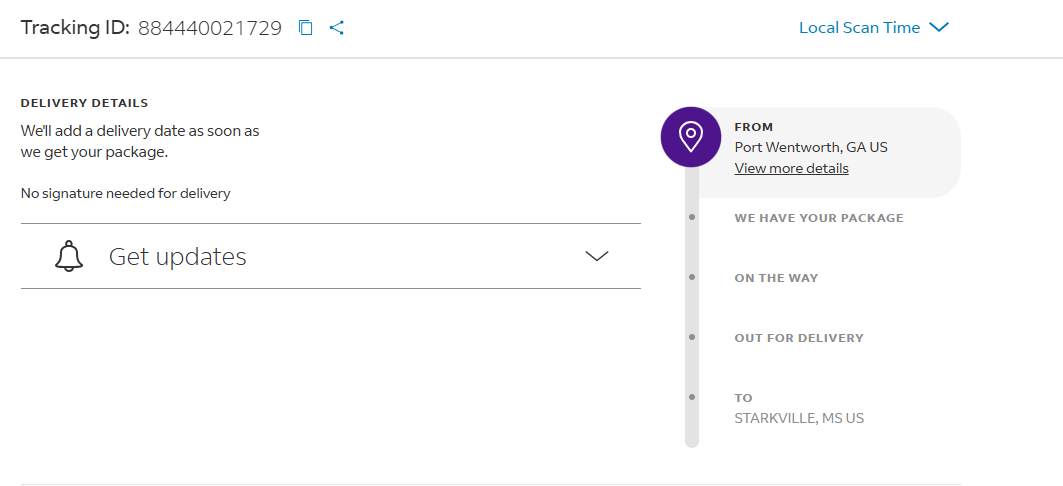 Tracking ID: 884440021729
Local Scan Time
DELIVERY DETAILS
We'll add a delivery date as soon as
we get your package.
No signature needed for delivery
Get updates
FROM
Port Wentworth, GA US
View more details
WE HAVE YOUR PACKAGE
ON THE WAY
OUT FOR DELIVERY
TO
STARKVILLE, MS US